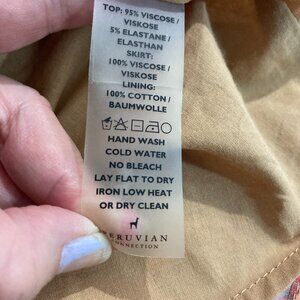 TOP: 95% VISCOSE /
VISKOSE
5% ELASTANE /
ELASTHAN
SKIRT:
100% VISCOSE /
VISKOSE
LINING:
100% COTTON /
BAUMWOLLE
HAND WASH
COLD WATER
NO BLEACH
LAY FLAT TO DRY
IRON LOW HEAT
OR DRY CLEAN
PERUVIAN
CONNECTION